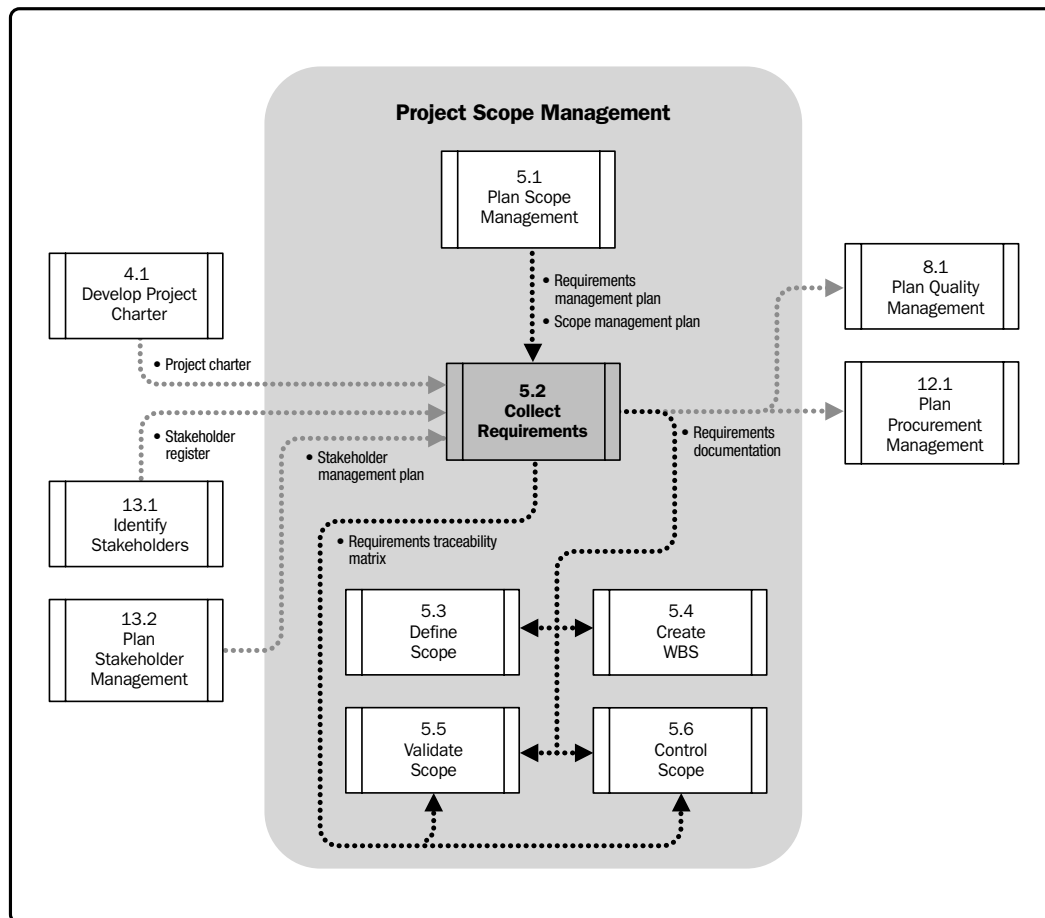 Project Scope Management
5.1
Plan Scope
Management
4.1
Develop Project
Charter
• Requirements
management plan
• Scope management plan
8.1
Plan Quality
Management
• Project charter
5.2
Collect
Requirements
12.1
Plan
Procurement
Management
• Stakeholder
register
• Stakeholder
management plan
• Requirements
documentation
13.1
Identify
Stakeholders
• Requirements traceability
matrix
13.2
Plan
Stakeholder
Management
5.3
Define
Scope
5.4
Create
WBS
5.5
Validate
Scope
5.6
Control
Scope